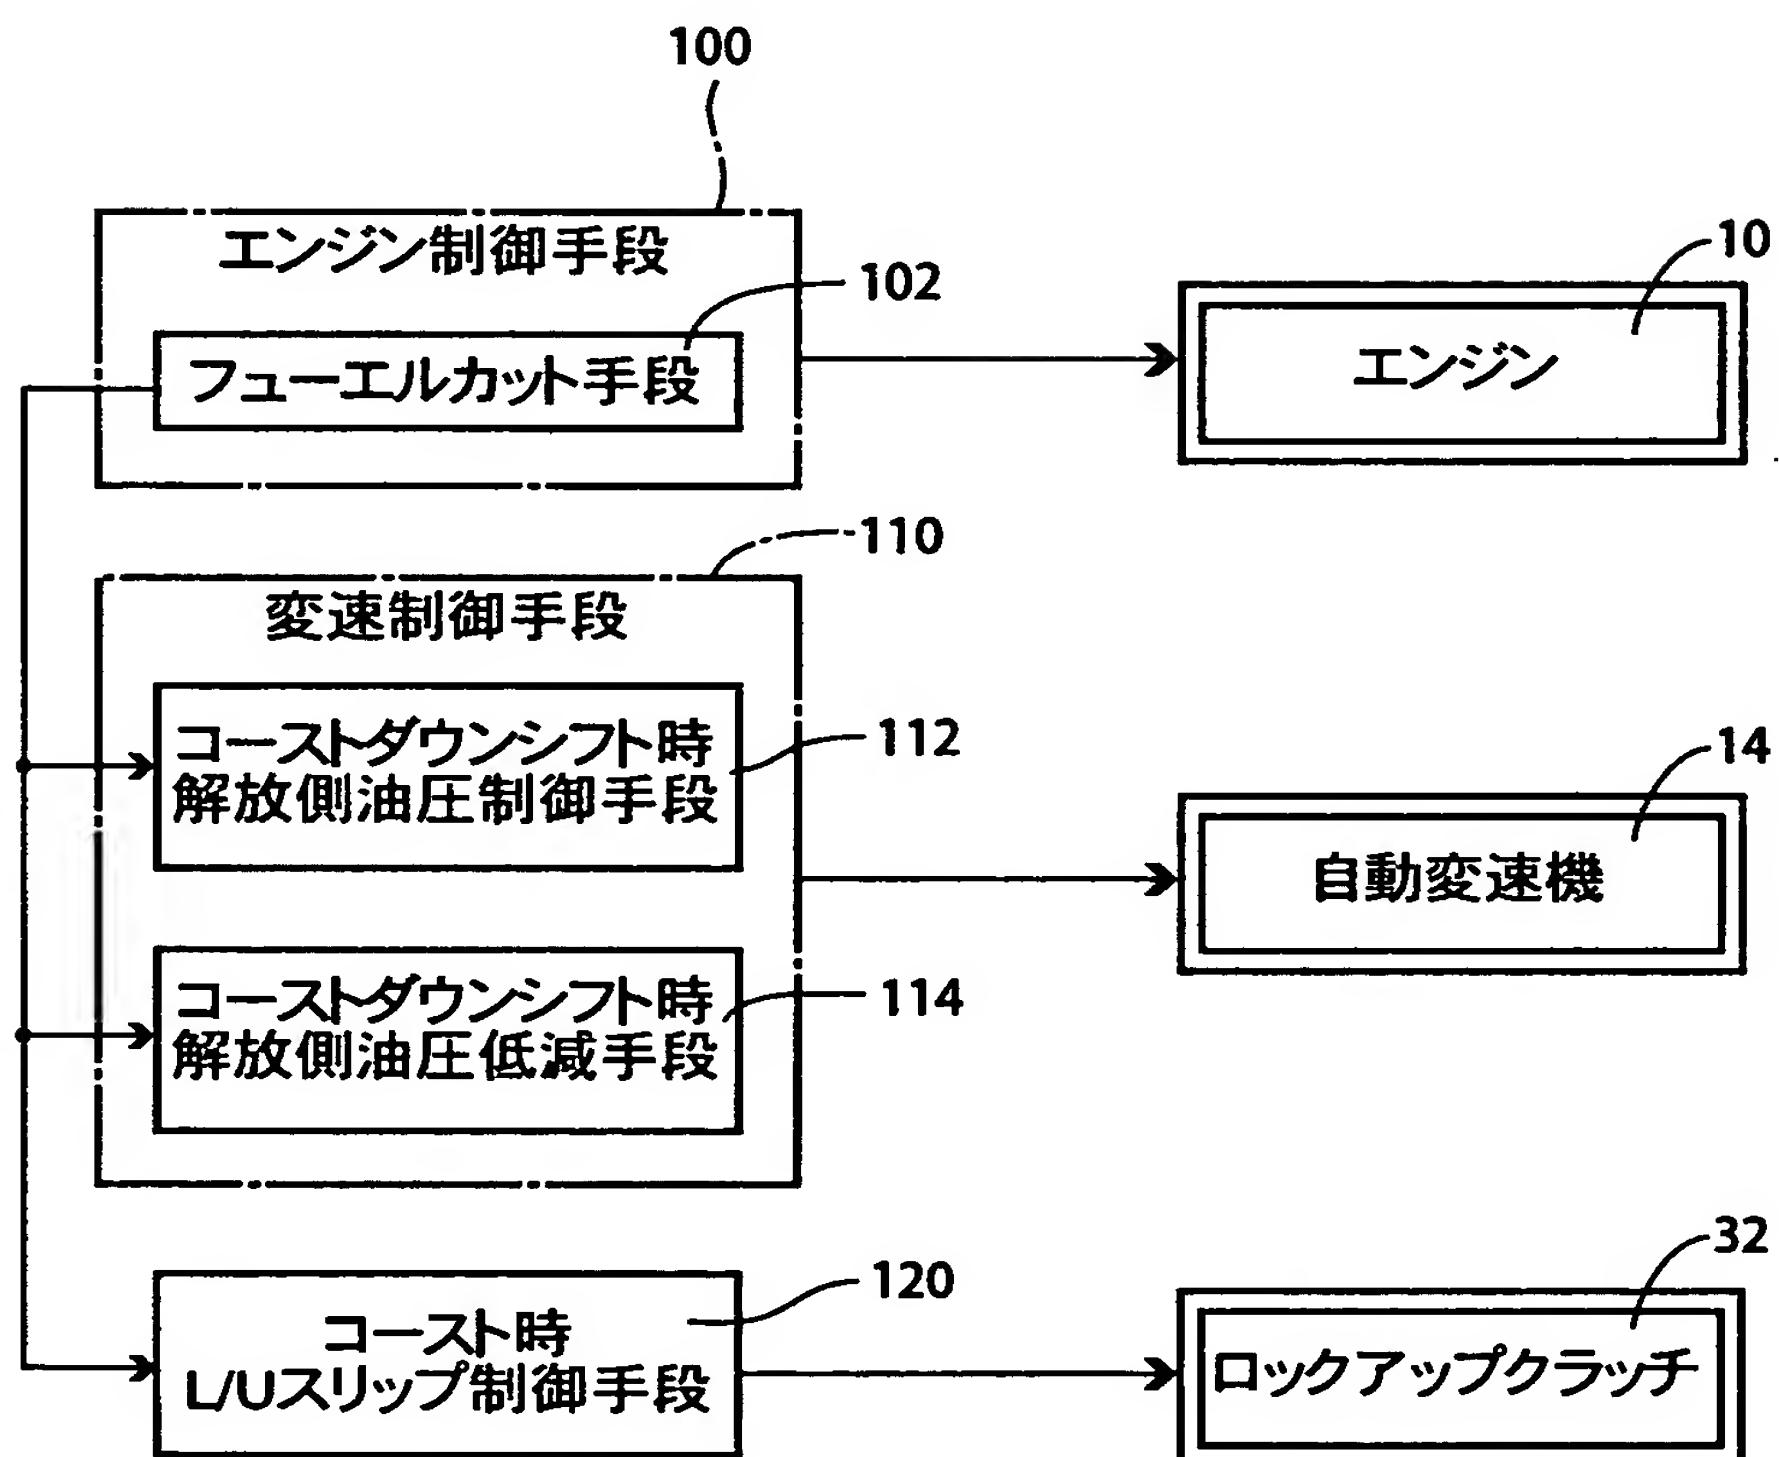 100
エンジン制御手段
102
フューエルカット手段
10
エンジン
110
変速制御手段
コーストダウンシフト時
解放側油圧制御手段
112
14
自動変速機
コーストダウンシフト時
解放側油圧低減手段
114
120
コースト時
L/Uスリップ制御手段
32
ロックアップクラッチ